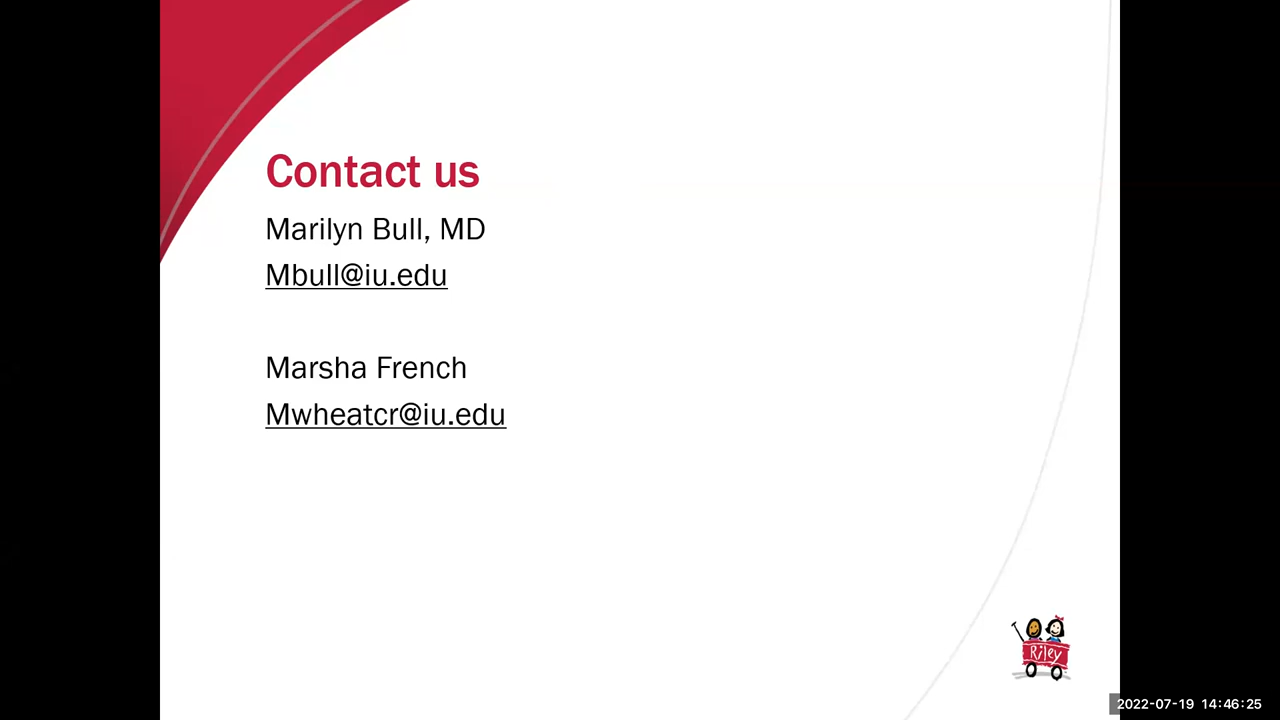 Contact us
Marilyn Bull, MD
Mbull@iu.edu
Marsha French
Mwheatcr@iu.edu
Riley
2022-07-19 14:46:25